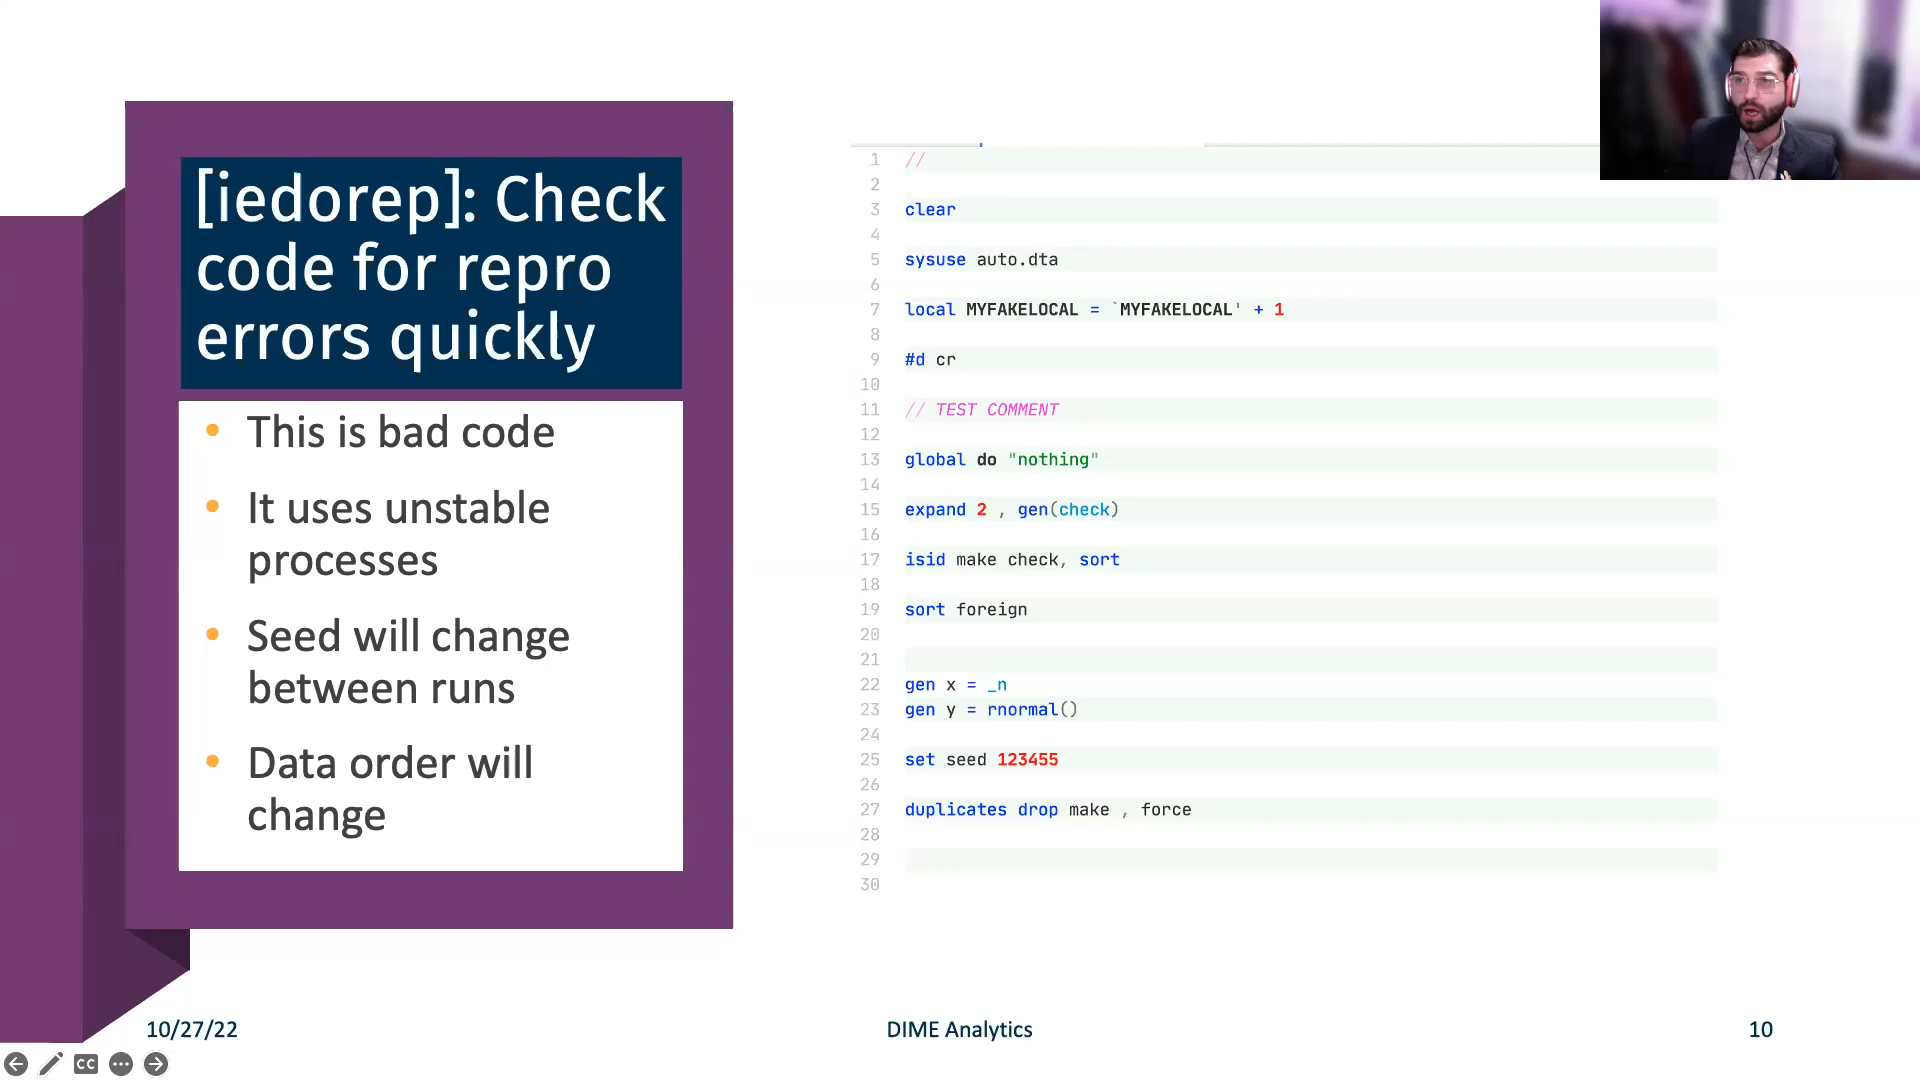 [iedorep]: Check
code for repro
errors quickly
• This is bad code
• It uses unstable
processes
• Seed will change
between runs
• Data order will
change
1 //
2
3 clear
4
5 sysuse auto.dta
6
7 local MYFAKELOCAL = `MYFAKELOCAL' + 1
8
9 #d cr
10
11 // TEST COMMENT
12
13 global do "nothing"
14
15 expand 2 , gen(check)
16
17 isid make check, sort
18
19 sort foreign
20
21
22 gen x = _n
23 gen y = rnormal()
24
25 set seed 123455
26
27 duplicates drop make , force
28
29
30
10/27/22
DIME Analytics
10
CC